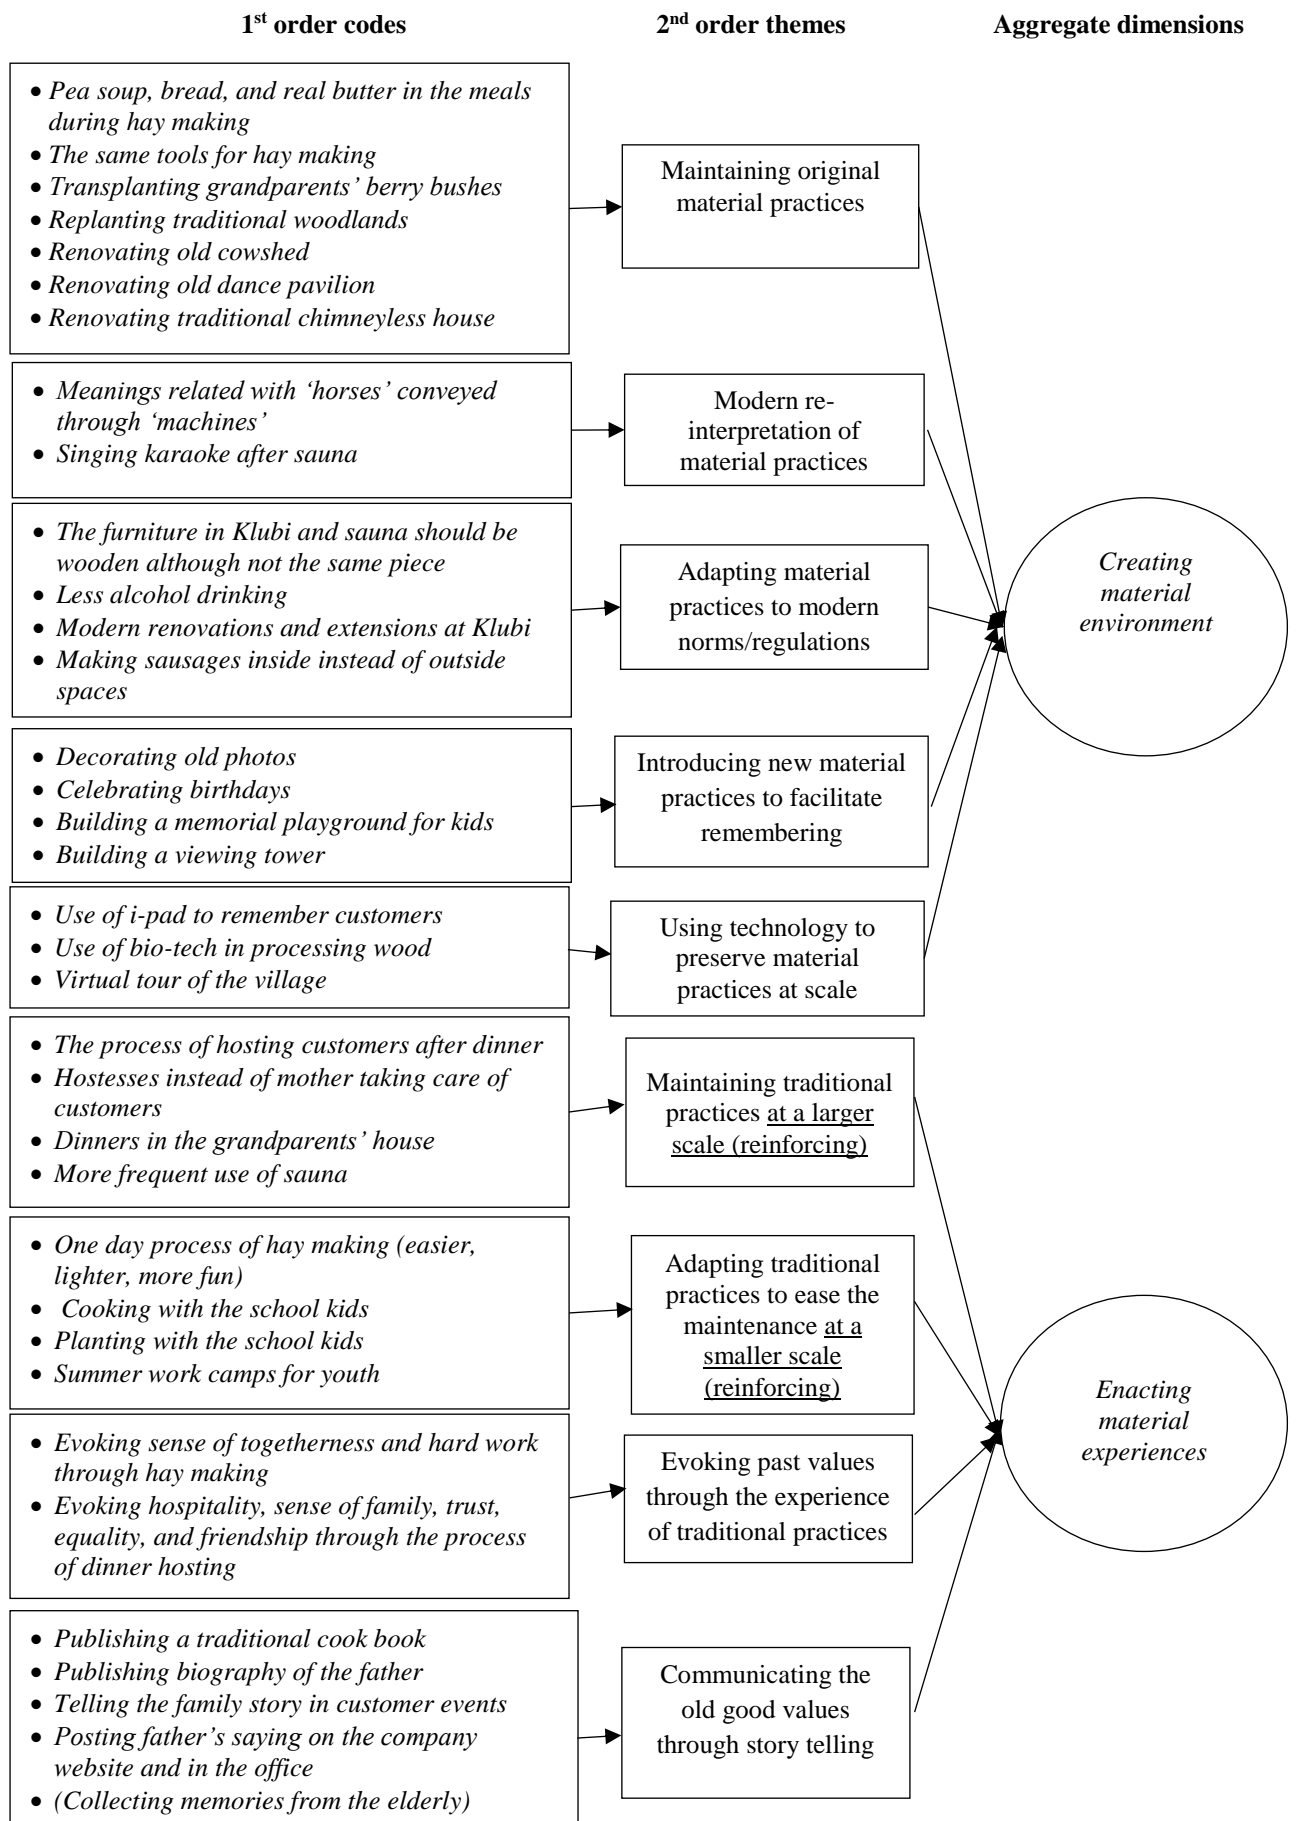 1st order codes
2nd order themes
Aggregate dimensions
• Pea soup, bread, and real butter in the meals
during hay making
• The same tools for hay making
• Transplanting grandparents’ berry bushes
• Replanting traditional woodlands
• Renovating old cowshed
• Renovating old dance pavilion
• Renovating traditional chimneyless house
Maintaining original
material practices
• Meanings related with ‘horses’ conveyed
through ‘machines’
• Singing karaoke after sauna
Modern re-
interpretation of
material practices
• The furniture in Klubi and sauna should be
wooden although not the same piece
• Less alcohol drinking
• Modern renovations and extensions at Klubi
• Making sausages inside instead of outside
spaces
Adapting material
practices to modern
norms/regulations
Creating
material
environment
• Decorating old photos
• Celebrating birthdays
• Building a memorial playground for kids
• Building a viewing tower
Introducing new material
practices to facilitate
remembering
• Use of i-pad to remember customers
• Use of bio-tech in processing wood
• Virtual tour of the village
Using technology to
preserve material
practices at scale
• The process of hosting customers after dinner
• Hostesses instead of mother taking care of
customers
• Dinners in the grandparents’ house
• More frequent use of sauna
Maintaining traditional
practices at a larger
scale (reinforcing)
• One day process of hay making (easier,
lighter, more fun)
• Cooking with the school kids
• Planting with the school kids
• Summer work camps for youth
Adapting traditional
practices to ease the
maintenance at a
smaller scale
(reinforcing)
Enacting
material
experiences
• Evoking sense of togetherness and hard work
through hay making
• Evoking hospitality, sense of family, trust,
equality, and friendship through the process
of dinner hosting
Evoking past values
through the experience
of traditional practices
• Publishing a traditional cook book
• Publishing biography of the father
• Telling the family story in customer events
• Posting father’s saying on the company
website and in the office
• (Collecting memories from the elderly)
Communicating the
old good values
through story telling